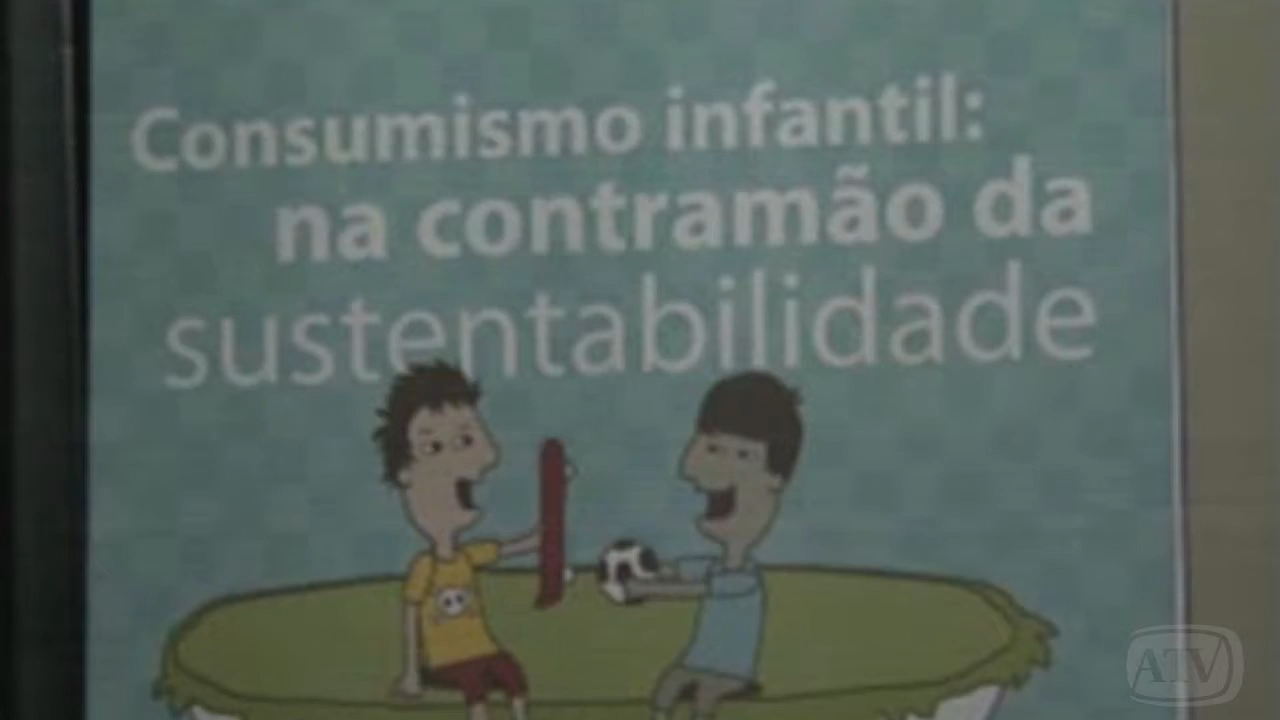 Consumismo infantil:
na contramão da
sustentabilidade
ATV